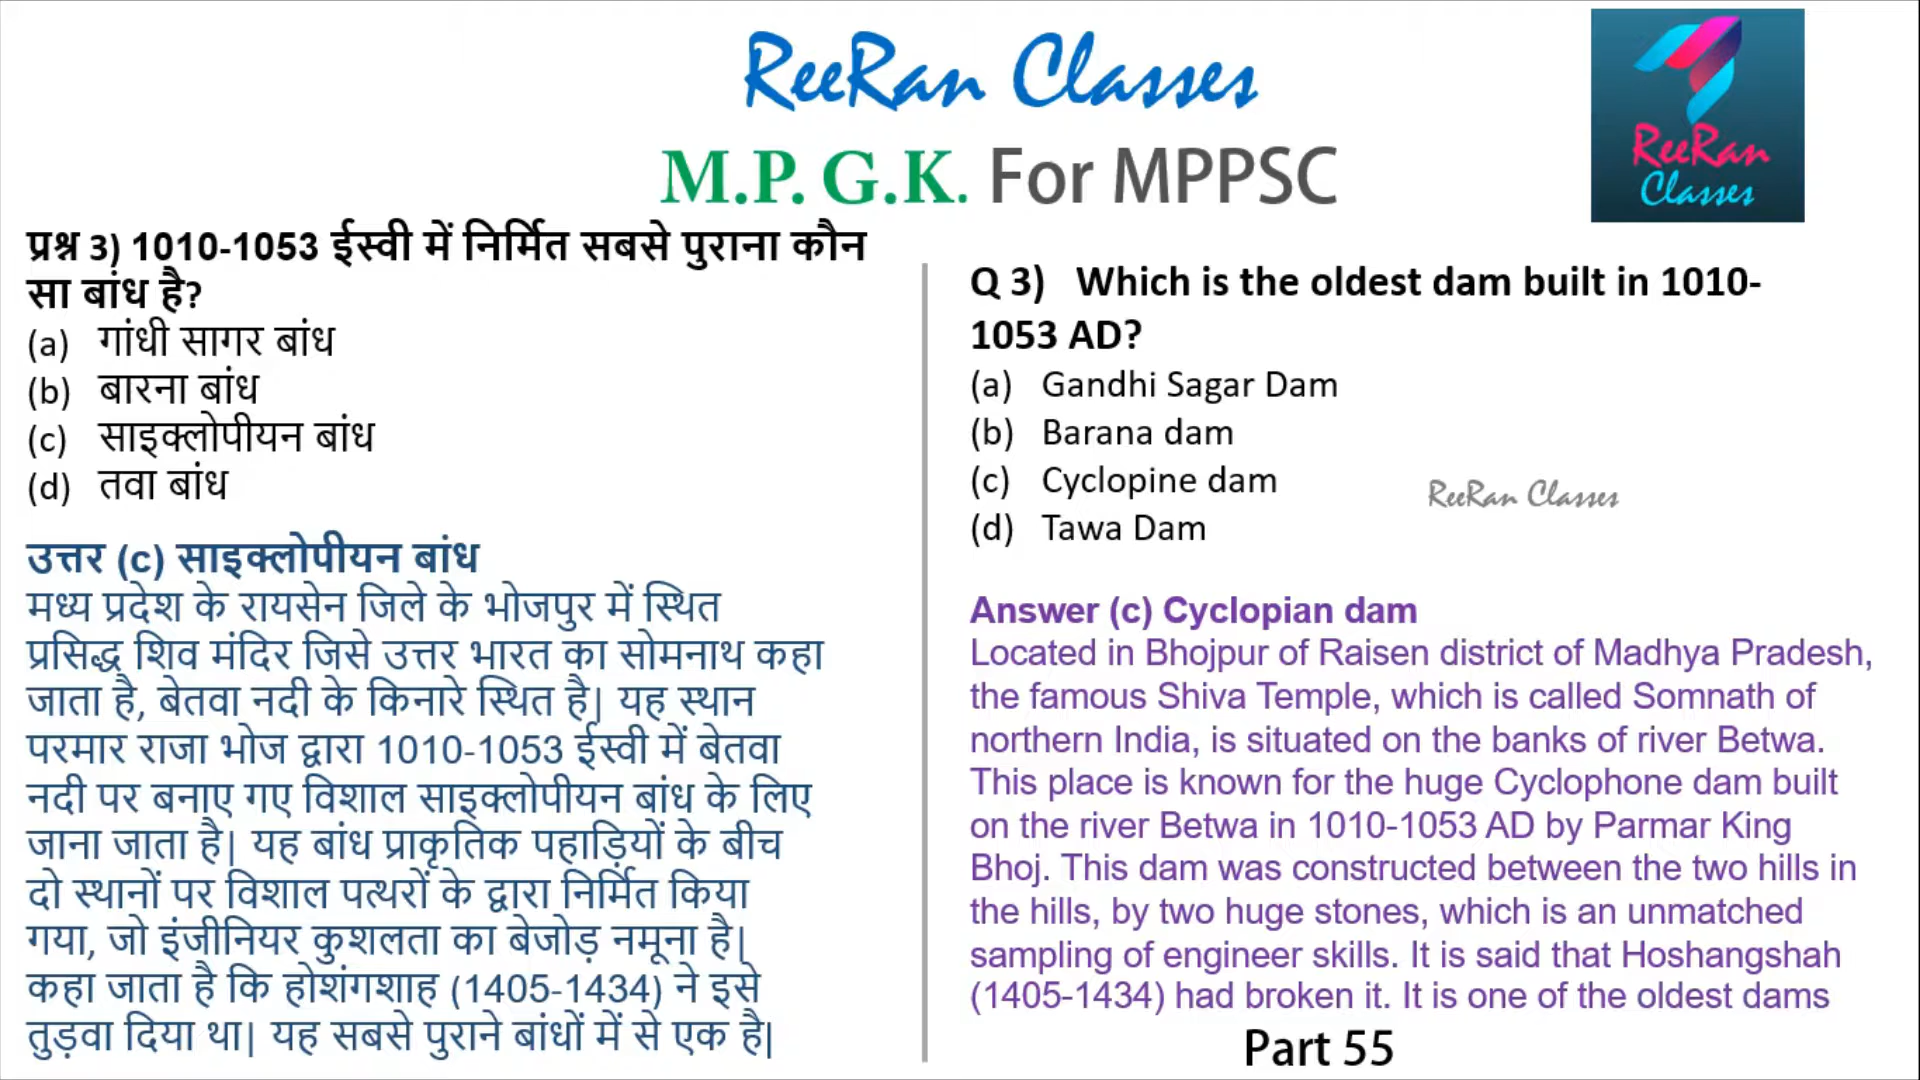 ReeRan Classes
M.P. G.K. For MPPSC
ReeRan
Classes
प्रश्न 3) 1010-1053 ईस्वी में निर्मित सबसे पुराना कौन
सा बांध है?
(a) गांधी सागर बांध
(b) बारना बांध
(c) साइक्लोपीयन बांध
(d) तवा बांध
उत्तर (c) साइक्लोपीयन बांध
मध्य प्रदेश के रायसेन जिले के भोजपुर में स्थित
प्रसिद्ध शिव मंदिर जिसे उत्तर भारत का सोमनाथ कहा
जाता है, बेतवा नदी के किनारे स्थित है| यह स्थान
परमार राजा भोज द्वारा 1010-1053 ईस्वी में बेतवा
नदी पर बनाए गए विशाल साइक्लोपीयन बांध के लिए
जाना जाता है| यह बांध प्राकृतिक पहाड़ियों के बीच
दो स्थानों पर विशाल पत्थरों के द्वारा निर्मित किया
गया, जो इंजीनियर कुशलता का बेजोड़ नमूना है|
कहा जाता है कि होशंगशाह (1405-1434) ने इसे
तुड़वा दिया था| यह सबसे पुराने बांधों में से एक है|
Q 3) Which is the oldest dam built in 1010-
1053 AD?
(a) Gandhi Sagar Dam
(b) Barana dam
(c) Cyclopine dam
(d) Tawa Dam
ReeRan Classes
Answer (c) Cyclopian dam
Located in Bhojpur of Raisen district of Madhya Pradesh,
the famous Shiva Temple, which is called Somnath of
northern India, is situated on the banks of river Betwa.
This place is known for the huge Cyclophone dam built
on the river Betwa in 1010-1053 AD by Parmar King
Bhoj. This dam was constructed between the two hills in
the hills, by two huge stones, which is an unmatched
sampling of engineer skills. It is said that Hoshangshah
(1405-1434) had broken it. It is one of the oldest dams
Part 55